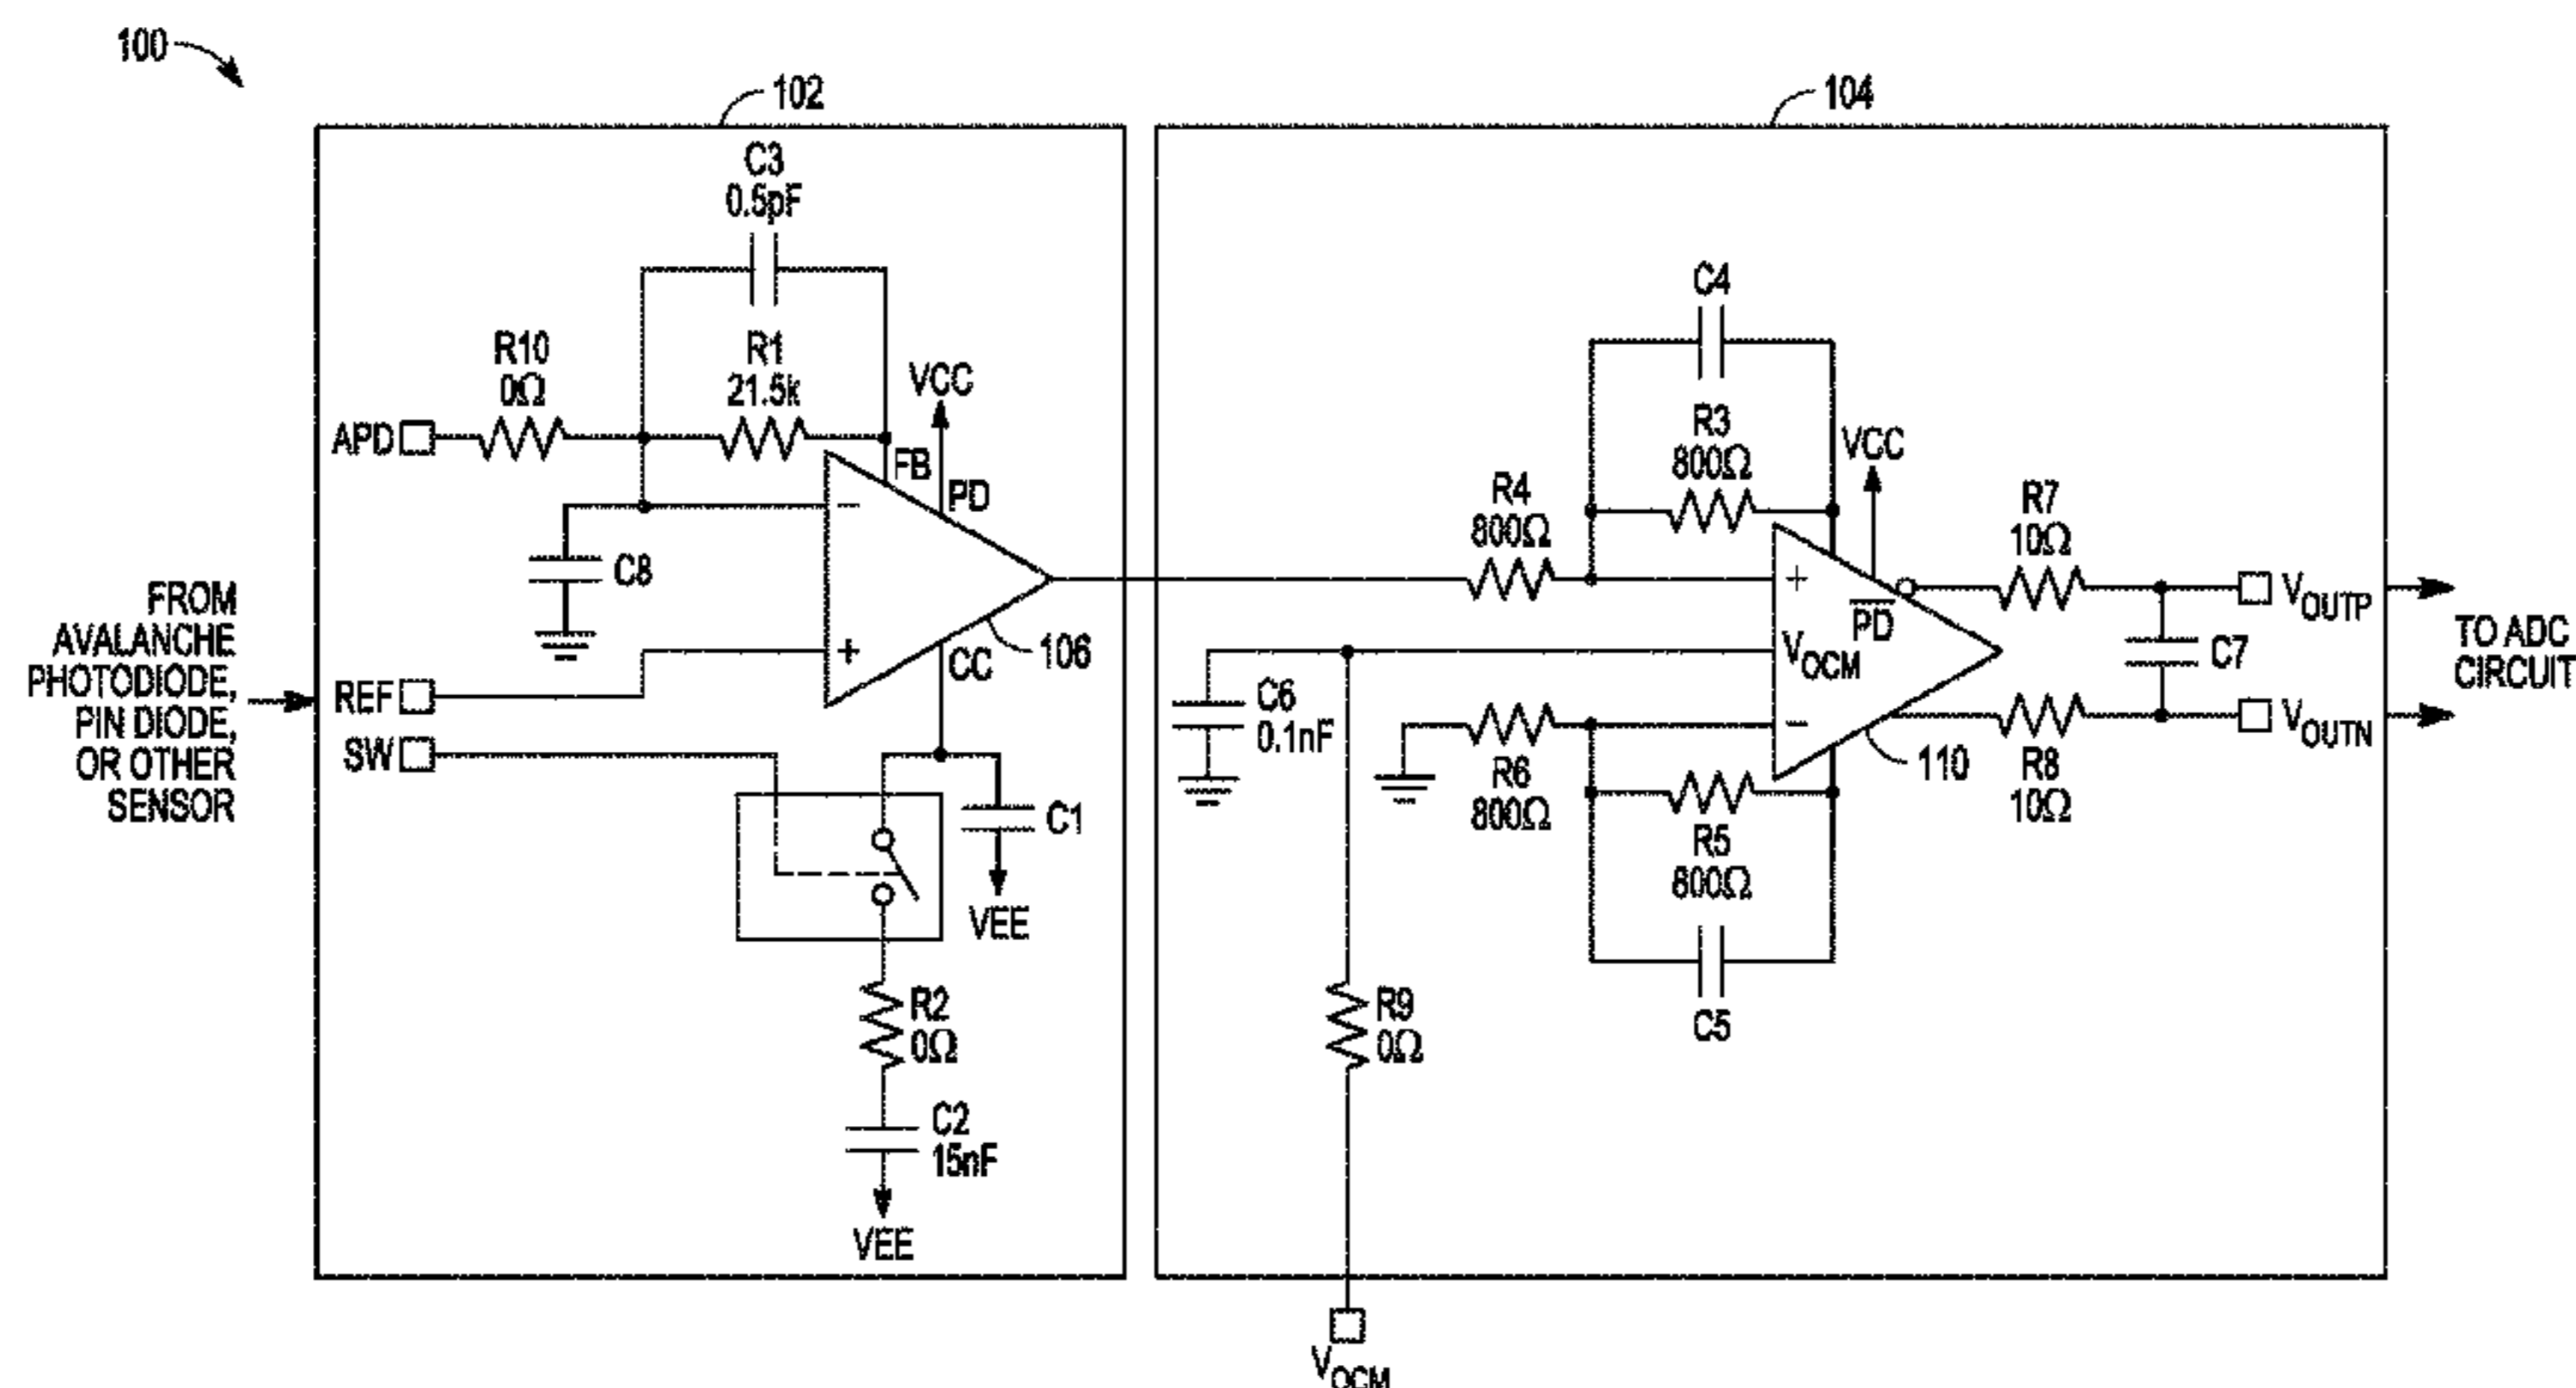 100
102
104
C3
0.5pF
C4
R10
0Ω
R1
21.5k
VCC
R3
800Ω
VCC
APD
FB
PD
R4
800Ω
R7
10Ω
−
C8
+
PD
V_OUTP
FROM
AVALANCHE
PHOTODIODE,
PIN DIODE,
OR OTHER
SENSOR
+
CC
106
V_OCM
C7
TO ADC
CIRCUIT
REF
C6
0.1nF
−
V_OUTN
SW
R6
800Ω
110
R8
10Ω
C1
R5
800Ω
VEE
R2
0Ω
R9
0Ω
C5
C2
15nF
VEE
V_OCM